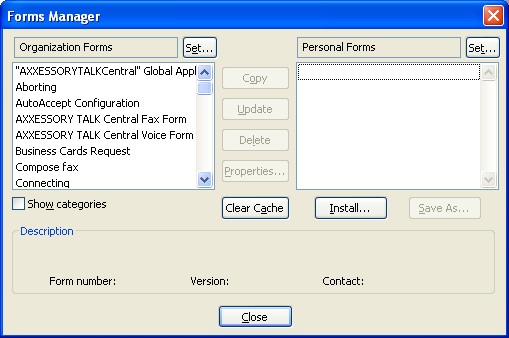 Forms Manager
Organization Forms
Set...
Personal Forms
Set...
"AXXESSORYTALKCentral" Global Appl
Aborting
AutoAccept Configuration
AXXESSORY TALK Central Fax Form
AXXESSORY TALK Central Voice Form
Business Cards Request
Compose fax
Connecting
Copy
Update
Delete
Properties...
Show categories
Clear Cache
Install...
Save As...
Description
Form number:
Version:
Contact:
Close